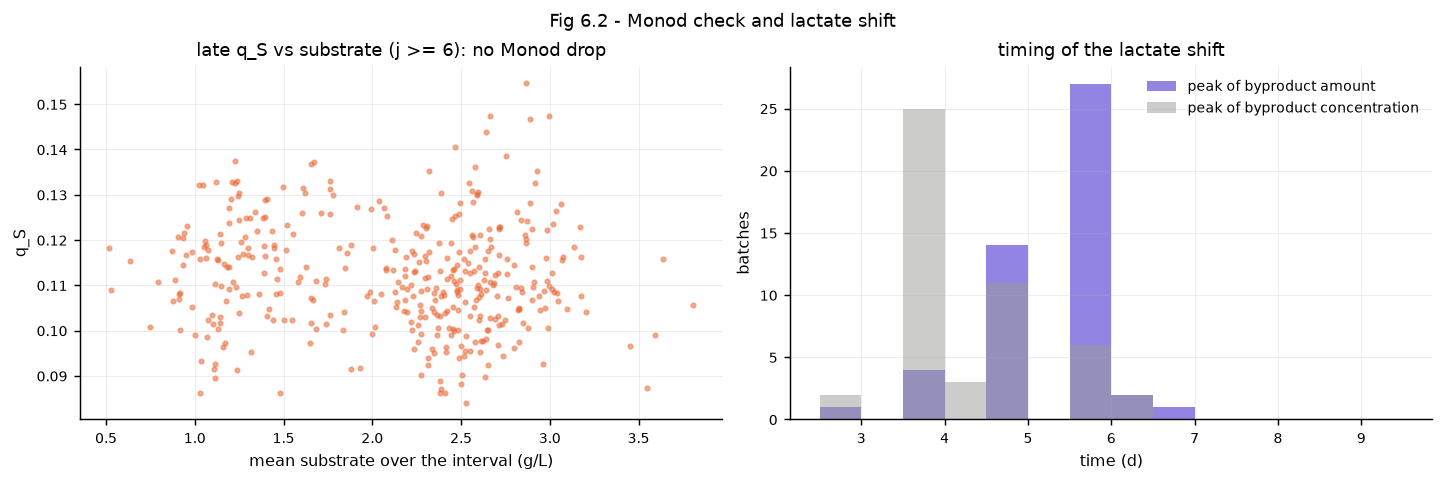 Fig 6.2 - Monod check and lactate shift
late q_S vs substrate (j >= 6): no Monod drop
q_S
0.15
0.14
0.13
0.12
0.11
0.10
0.09
0.5 1.0 1.5 2.0 2.5 3.0 3.5
mean substrate over the interval (g/L)
timing of the lactate shift
peak of byproduct amount
peak of byproduct concentration
batches
25
20
15
10
5
0
3 4 5 6 7 8 9
time (d)